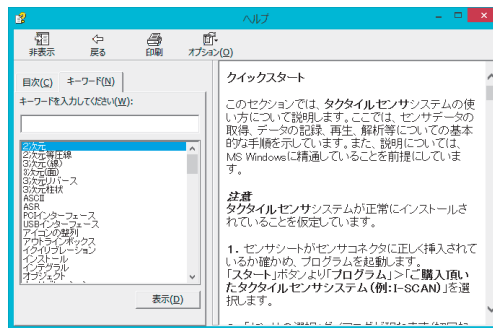 ヘルプ
非表示
戻る
印刷
オプション(O)
目次(C)
キーワード(N)
キーワードを入力してください(W):
2次元
2次元等圧線
3次元(線)
3次元(面)
3次元リバース
3次元柱状
ASCII
ASR
PCIインターフェース
USBインターフェース
アイコンの整列
アウトラインボックス
イクイリブレーション
インストール
インテグラル
オブジェクト
表示(D)
クイックスタート
このセクションでは、タクタイルセンサシステムの使
い方について説明します。ここでは、センサデータの
取得、データの記録、再生、解析等についての基本
的な手順を示しています。また、説明については、
MS Windowsに精通していることを前提にしていま
す。
注意
タクタイルセンサシステムが正常にインストールさ
れていることを仮定しています。
1. センサシートがセンサコネクタに正しく挿入されて
いるか確かめ、プログラムを起動します。
「スタート」ボタンより「プログラム」>「ご購入頂い
たタクタイルセンサシステム(例:I-SCAN)」を選
択します。